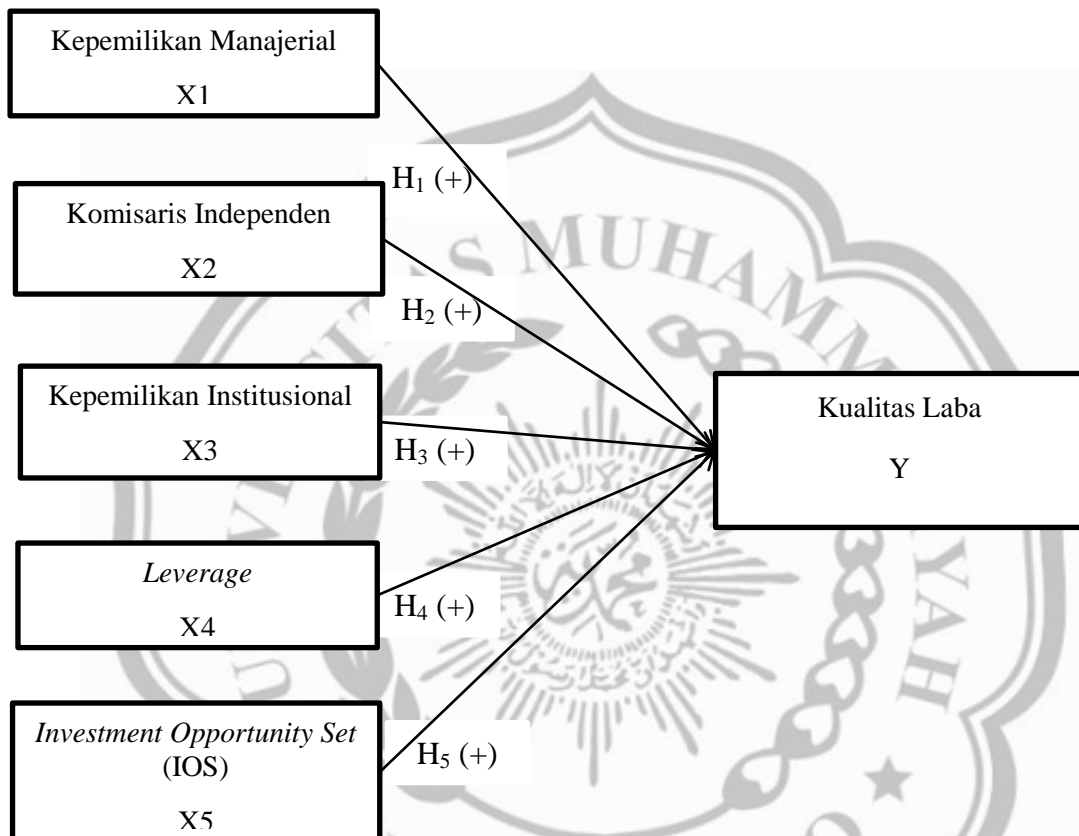 Kepemilikan Manajerial
X1
H₁ (+)
Komisaris Independen
X2
H₂ (+)
Kepemilikan Institusional
X3
H₃ (+)
Leverage
X4
H₄ (+)
Investment Opportunity Set
(IOS)
X5
H₅ (+)
Kualitas Laba
Y